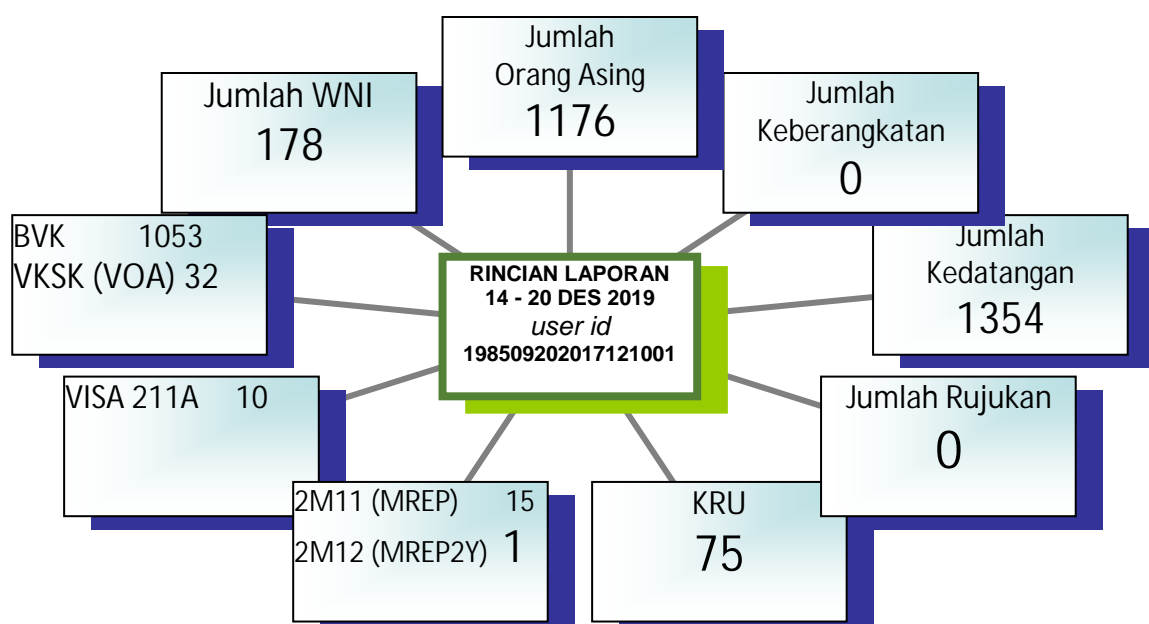 Jumlah
Orang Asing
1176
Jumlah WNI
178
Jumlah
Keberangkatan
0
BVK 1053
VKSK (VOA) 32
Jumlah
Kedatangan
1354
RINCIAN LAPORAN
14 - 20 DES 2019
user id
198509202017121001
VISA 211A 10
Jumlah Rujukan
0
2M11 (MREP) 15
2M12 (MREP2Y) 1
KRU
75